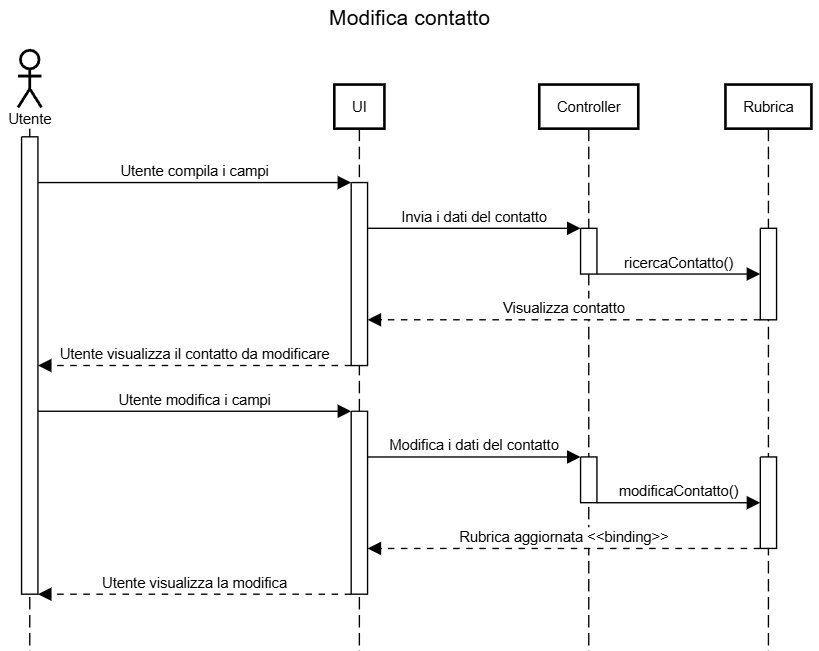 Modifica contatto
Utente
UI
Controller
Rubrica
Utente compila i campi
Invia i dati del contatto
ricercaContatto()
Visualizza contatto
Utente visualizza il contatto da modificare
Utente modifica i campi
Modifica i dati del contatto
modificaContatto()
Rubrica aggiornata <<binding>>
Utente visualizza la modifica